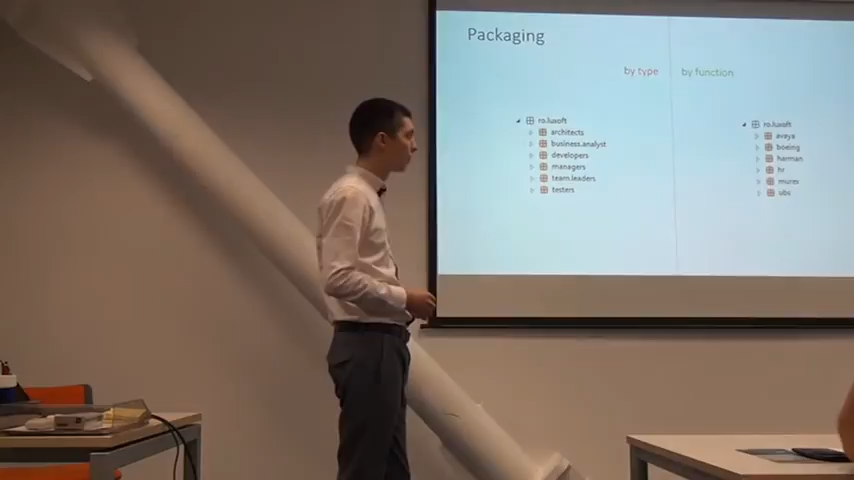 Packaging
by type
ro.luxoft
architects
business.analyst
developers
managers
team.leaders
testers
by function
ro.luxoft
avaya
boeing
harman
hr
mures
ubs